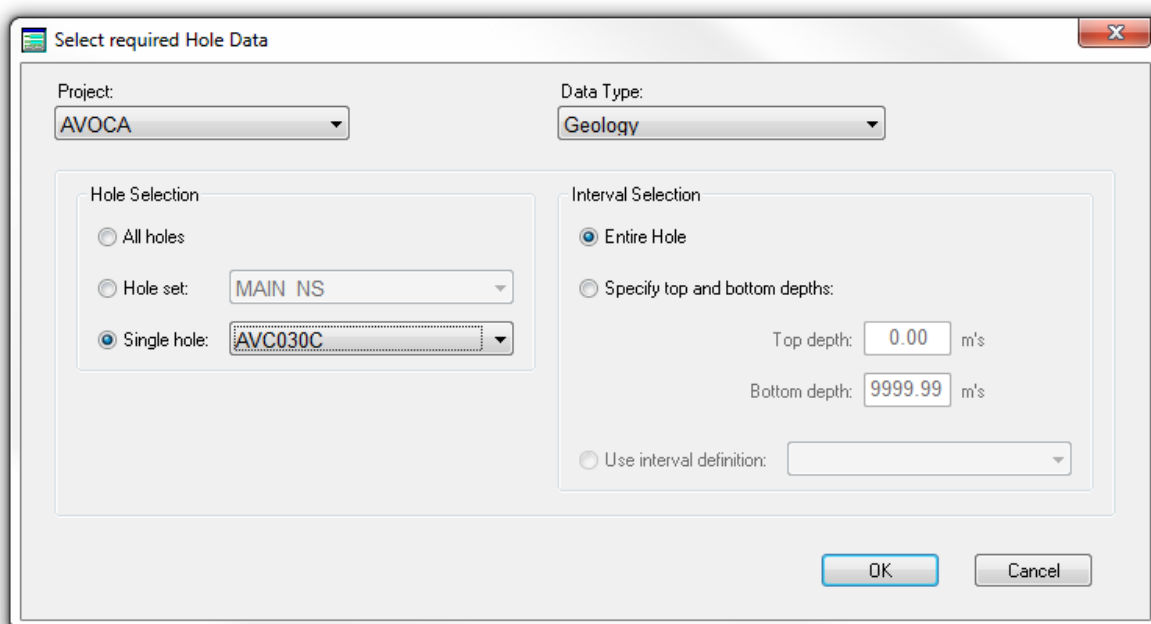 Select required Hole Data
Project:
Data Type:
AVOCA
Geology
Hole Selection
All holes
Hole set:
MAIN NS
Single hole:
AVC030C
Interval Selection
Entire Hole
Specify top and bottom depths:
Top depth:
0.00
m's
Bottom depth:
9999.99
m's
Use interval definition:
OK
Cancel